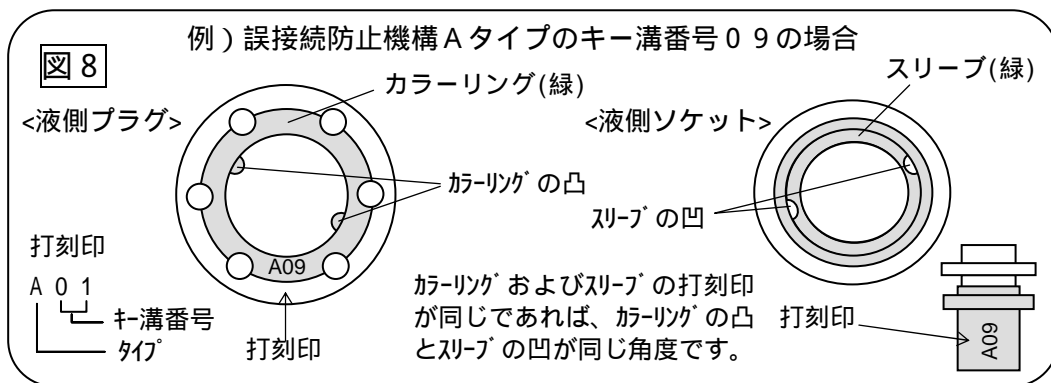 例)誤接続防止機構Aタイプのキー溝番号09の場合
図8
カラーリング(緑)
スリーブ(緑)
<液側プラグ>
<液側ソケット>
ｶﾗｰﾘﾝｸﾞの凸
ｽﾘｰﾌﾞの凹
打刻印
A01
キー溝番号
ﾀｲﾌﾟ
A09
打刻印
ｶﾗｰﾘﾝｸﾞおよびｽﾘｰﾌﾞの打刻印
が同じであれば、ｶﾗｰﾘﾝｸﾞの凸
とｽﾘｰﾌﾞの凹が同じ角度です。
打刻印
A09